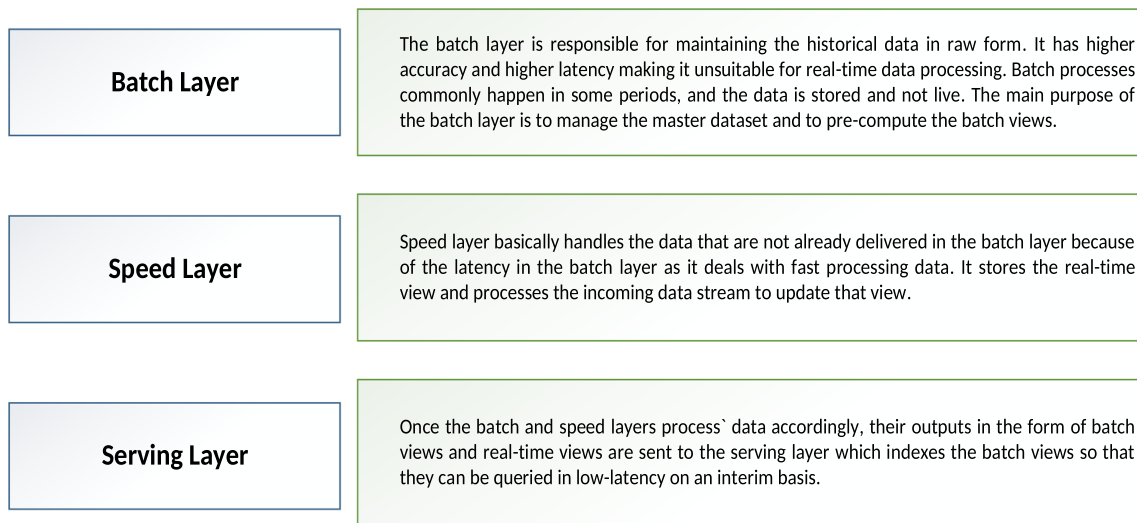 Batch Layer
The batch layer is responsible for maintaining the historical data in raw form. It has higher
accuracy and higher latency making it unsuitable for real-time data processing. Batch processes
commonly happen in some periods, and the data is stored and not live. The main purpose of
the batch layer is to manage the master dataset and to pre-compute the batch views.
Speed Layer
Speed layer basically handles the data that are not already delivered in the batch layer because
of the latency in the batch layer as it deals with fast processing data. It stores the real-time
view and processes the incoming data stream to update that view.
Serving Layer
Once the batch and speed layers process` data accordingly, their outputs in the form of batch
views and real-time views are sent to the serving layer which indexes the batch views so that
they can be queried in low-latency on an interim basis.